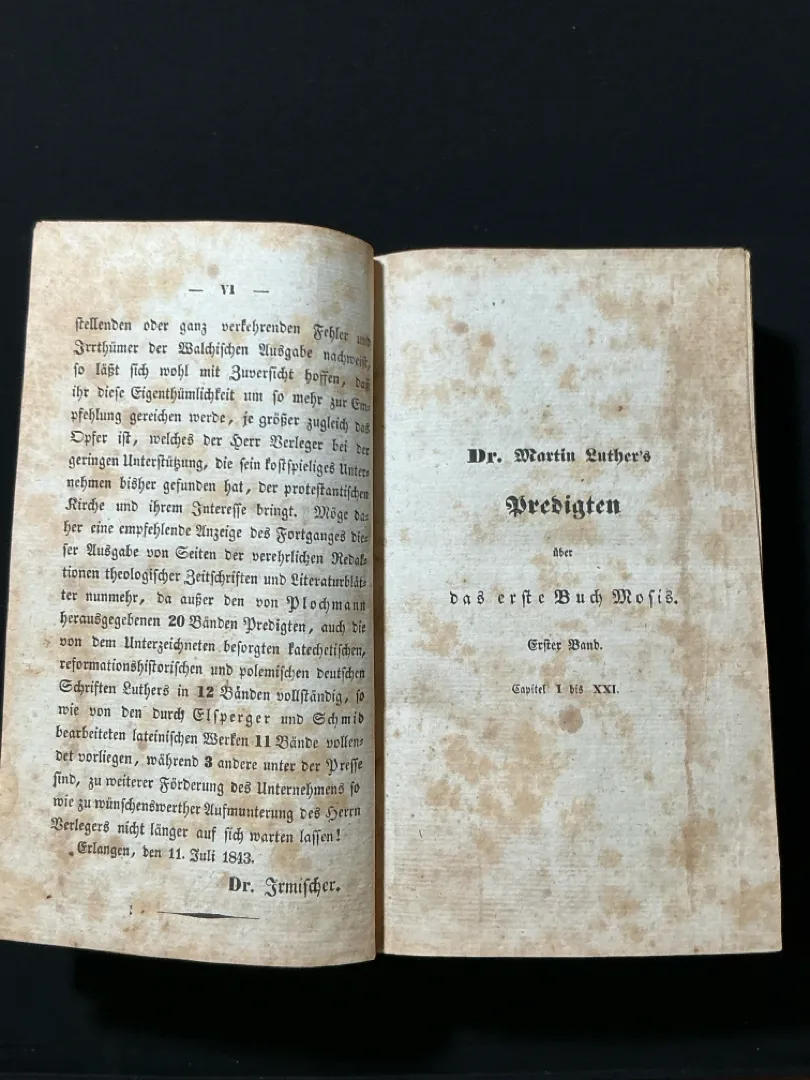 — VI —
stellenden oder ganz verkehrenden Fehler und
Irrthümer der Walchischen Ausgabe nachweist,
so läßt sich wohl mit Zuversicht hoffen, daß
ihr diese Eigenthümlichkeit um so mehr zur Em-
pfehlung gereichen werde, je größer zugleich das
Opfer ist, welches der Herr Verleger bei der
geringen Unterstützung, die sein kostspieliges Unter-
nehmen bisher gefunden hat, der protestantischen
Kirche und ihrem Interesse bringt. Möge da-
her eine empfehlende Anzeige des Fortganges die-
ser Ausgabe von Seiten der verehrlichen Redak-
tionen theologischer Zeitschriften und Literaturblät-
ter nunmehr, da außer den von Plochmann
herausgegebenen 20 Bänden Predigten, auch die
von dem Unterzeichneten besorgten katechetischen,
reformationshistorischen und polemischen deutschen
Schriften Luthers in 12 Bänden vollständig, so
wie von den durch Elsperger und Schmid
bearbeiteten lateinischen Werken 11 Bände vollen-
det vorliegen, während 3 andere unter der Presse
sind, zu weiterer Förderung des Unternehmens so
wie zu wünschenswerther Aufmunterung des Herrn
Verlegers nicht länger auf sich warten lassen!
Erlangen, den 11. Juli 1843.
Dr. Irmischer.
Dr. Martin Luther's
Predigten
über
das erste Buch Mosis.
Erster Band.
Capitel I bis XXI.